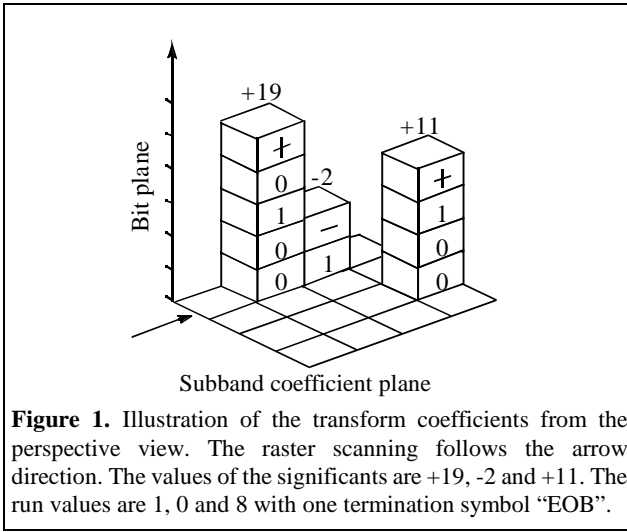 +19
+11
-2
Bit plane
+
0
1
0
0
−
1
+
1
0
0
Subband coefficient plane
Figure 1. Illustration of the transform coefficients from the
perspective view. The raster scanning follows the arrow
direction. The values of the significants are +19, -2 and +11. The
run values are 1, 0 and 8 with one termination symbol “EOB”.